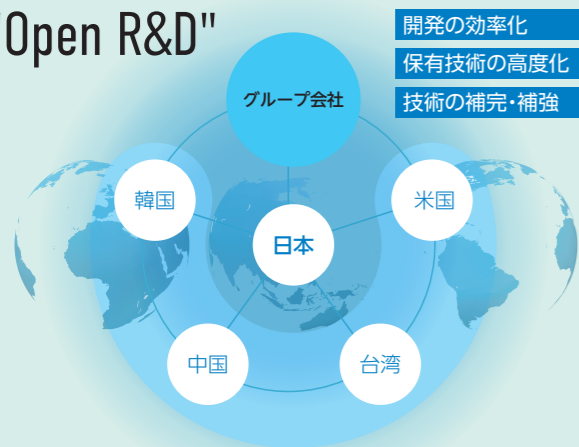 "Open R&D"
開発の効率化
保有技術の高度化
技術の補完・補強
グループ会社
韓国
米国
日本
中国
台湾